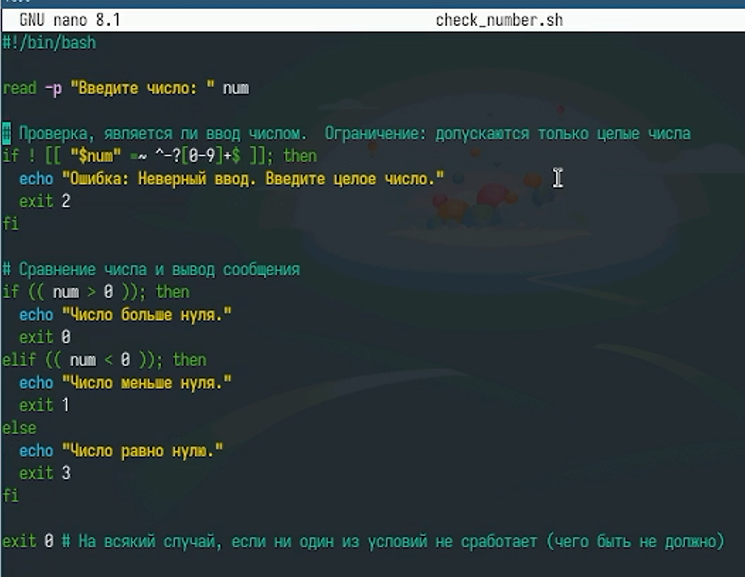 GNU nano 8.1 check_number.sh
#!/bin/bash
read -p "Введите число: " num
# Проверка, является ли ввод числом.  Ограничение: допускаются только целые числа
if ! [[ "$num" =~ ^-?[0-9]+$ ]]; then
  echo "Ошибка: Неверный ввод. Введите целое число."
  exit 2
fi
# Сравнение числа и вывод сообщения
if (( num > 0 )); then
  echo "Число больше нуля."
  exit 0
elif (( num < 0 )); then
  echo "Число меньше нуля."
  exit 1
else
  echo "Число равно нулю."
  exit 3
fi
exit 0 # На всякий случай, если ни один из условий не сработает (чего быть не должно)